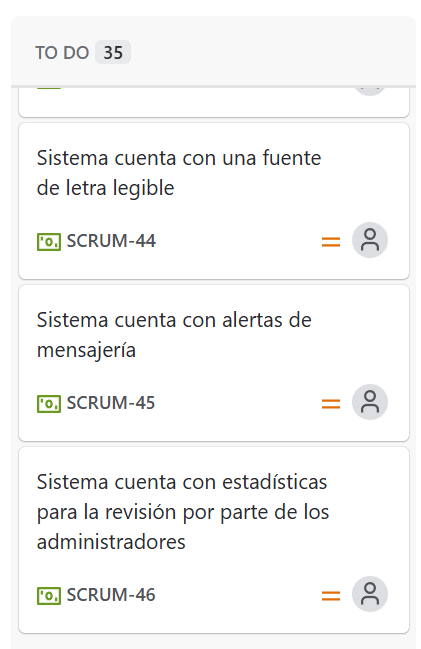 TO DO 35
Sistema cuenta con una fuente
de letra legible
SCRUM-44
Sistema cuenta con alertas de
mensajería
SCRUM-45
Sistema cuenta con estadísticas
para la revisión por parte de los
administradores
SCRUM-46